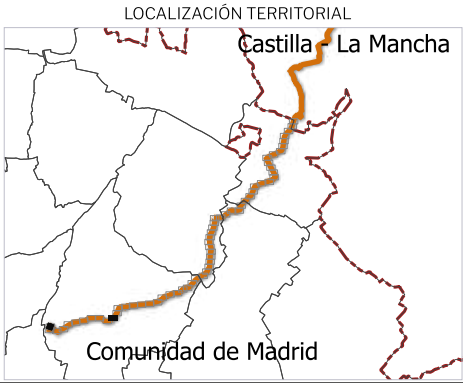 LOCALIZACIÓN TERRITORIAL
Castilla - La Mancha
Comunidad de Madrid